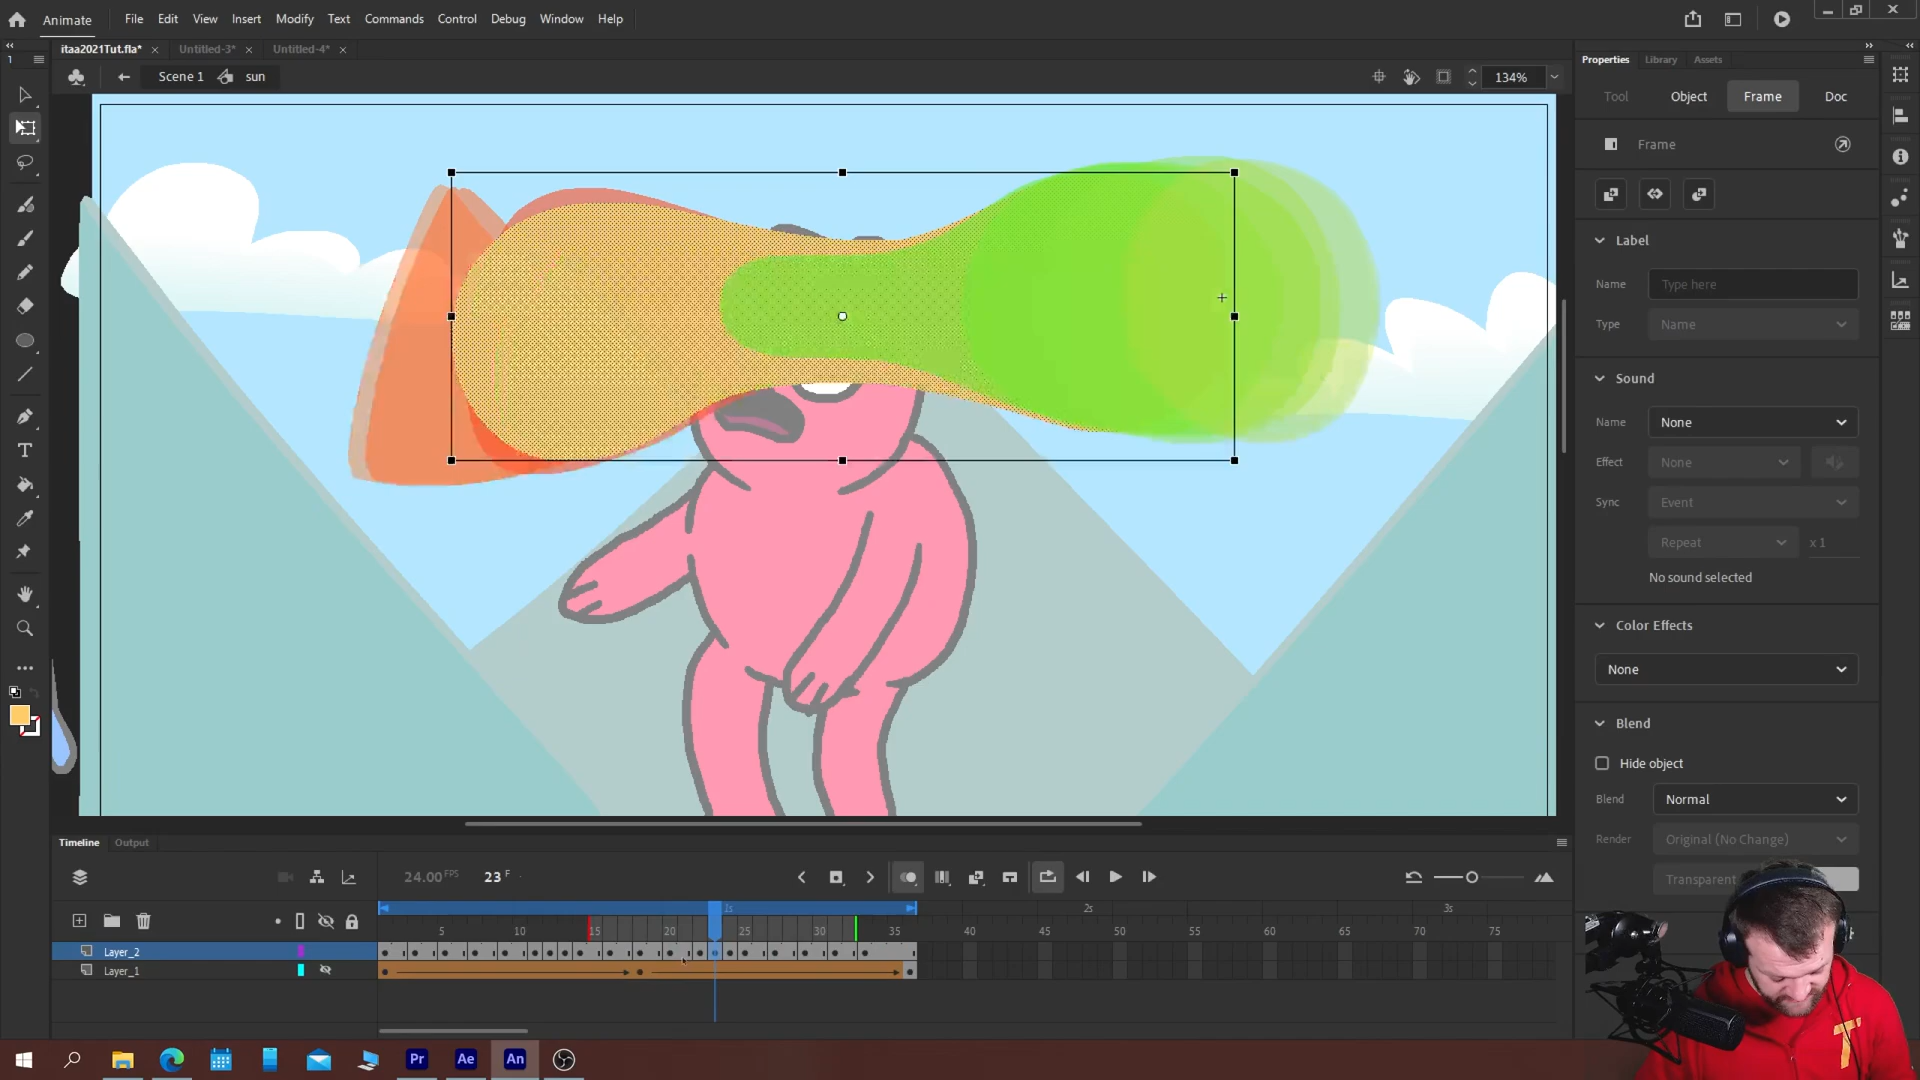 Animate File Edit View Insert Modify Text Commands Control Debug Window Help
itaa2021Tut.fla* Untitled-3* Untitled-4*
Properties Library Assets
1
Scene 1 sun 134%
Tool Object Frame Doc
Frame
Label
Name Type here
Type Name
Sound
Name None
Effect None
Sync Event
Repeat x 1
No sound selected
Color Effects
None
Blend
Hide object
Blend Normal
Render Original (No Change)
Transparent
T
Timeline Output
24.00 FPS 23 F
1s 2s 3s
5 10 15 20 25 30 35 40 45 50 55 60 65 70 75
Layer_2
Layer_1
Pr Ae An